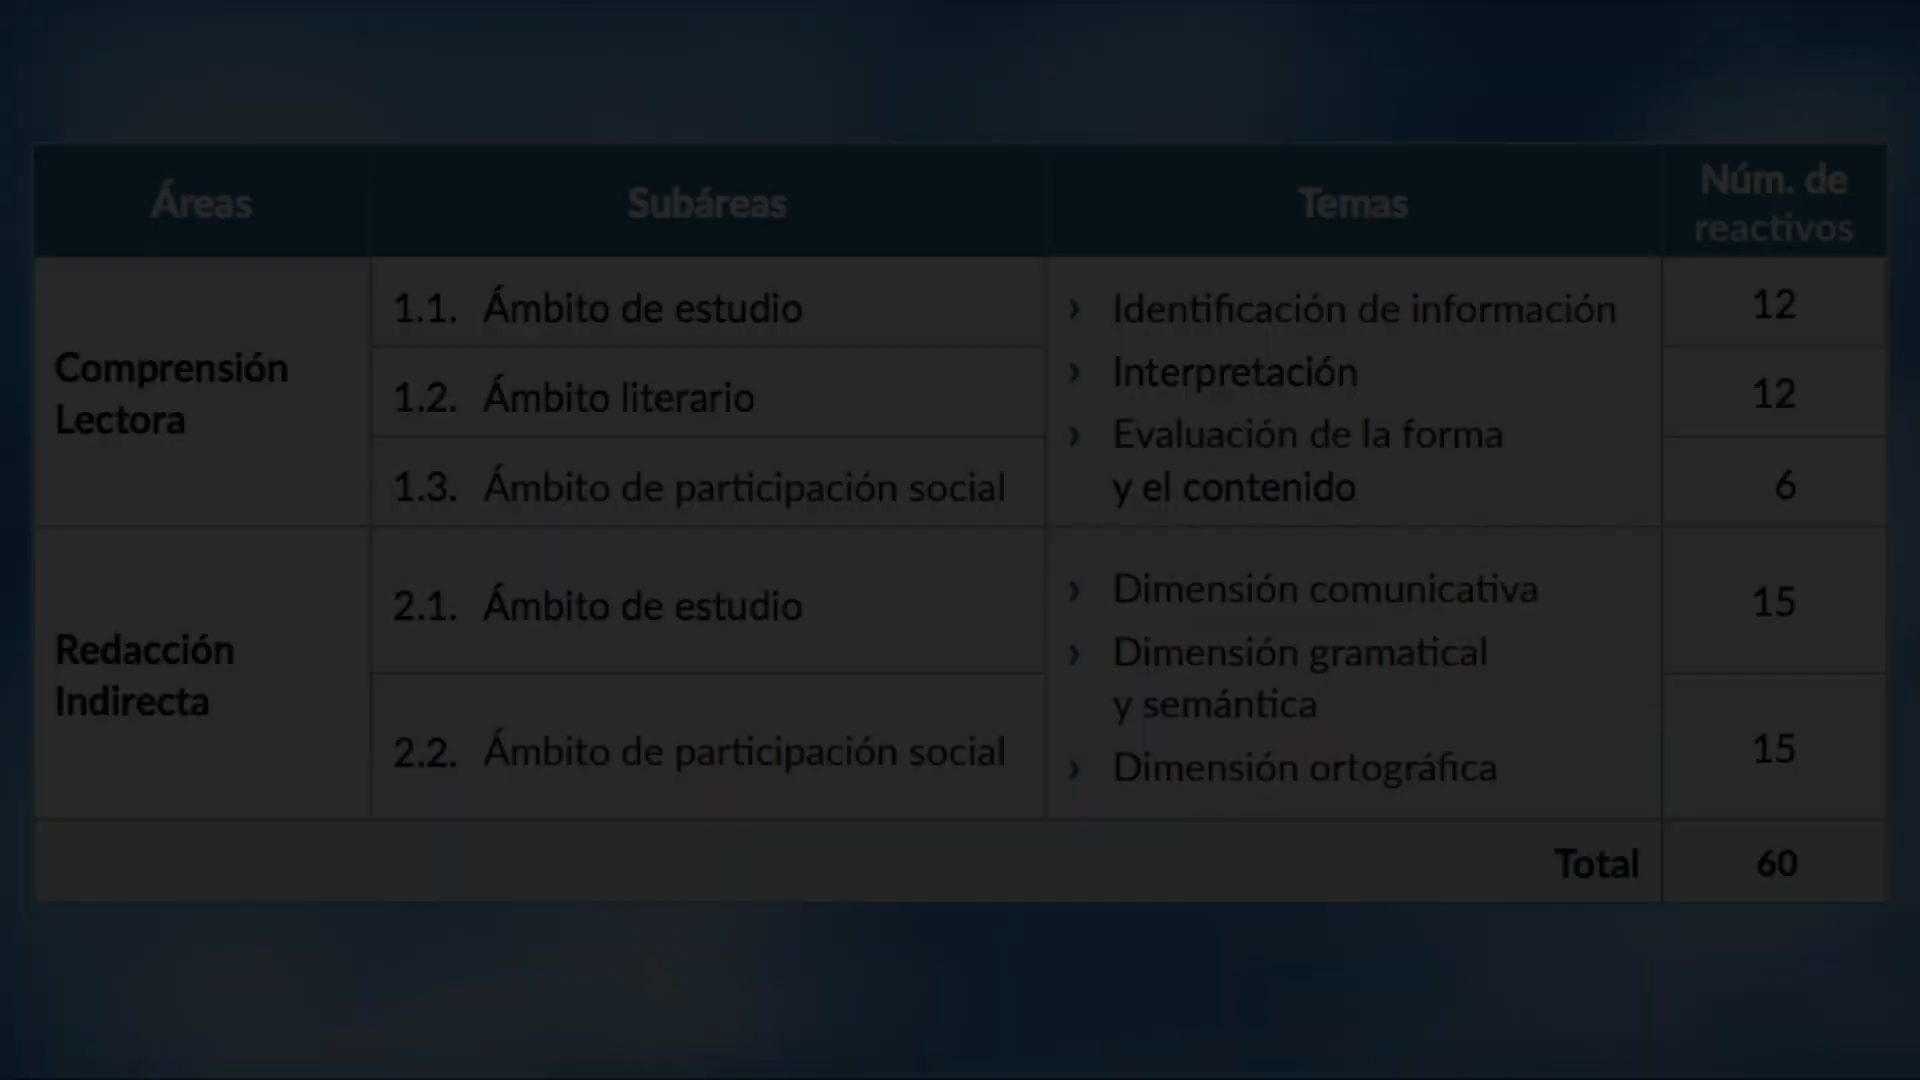 Áreas Subáreas Temas Núm. de
reactivos
Comprensión
Lectora
1.1. Ámbito de estudio
1.2. Ámbito literario
1.3. Ámbito de participación social
› Identificación de información
› Interpretación
› Evaluación de la forma
y el contenido
12
12
6
Redacción
Indirecta
2.1. Ámbito de estudio
2.2. Ámbito de participación social
› Dimensión comunicativa
› Dimensión gramatical
y semántica
› Dimensión ortográfica
15
15
Total 60